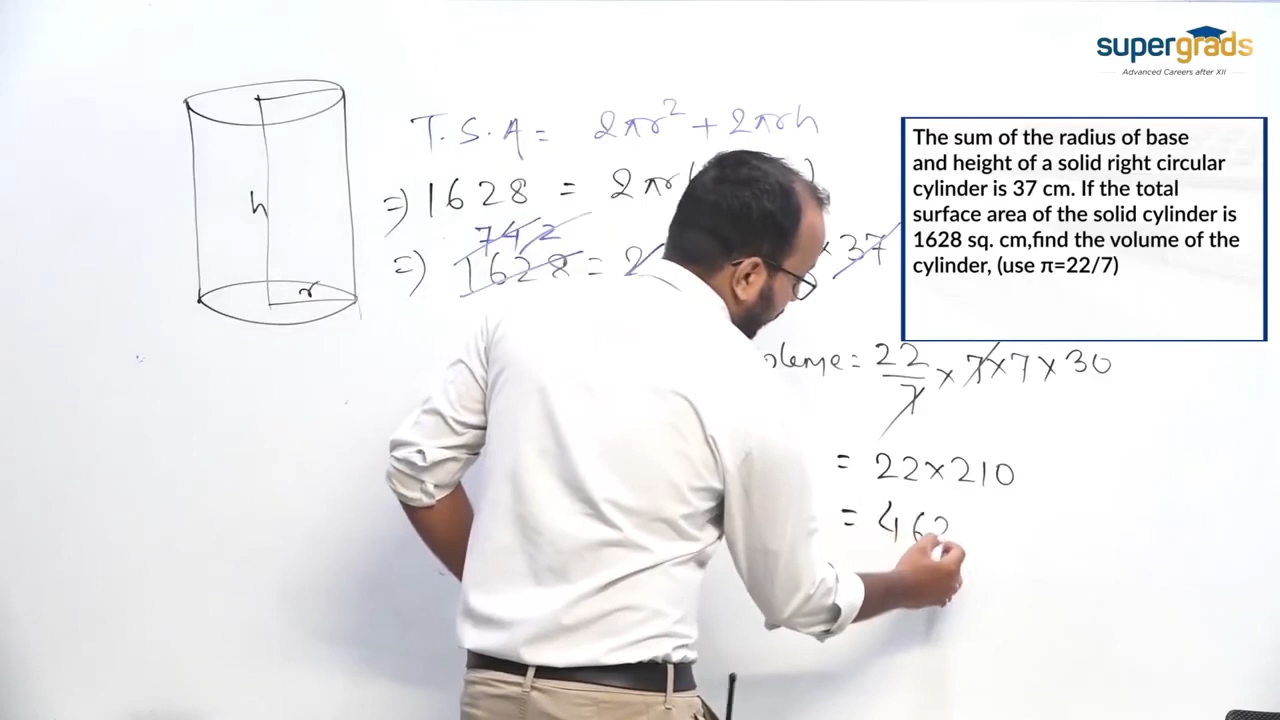 supergrads
Advanced Careers after XII
T.S.A = 2πr² + 2πrh
⇒ 1628 = 2πr(
742
⇒ 1628 = 2 × 37
h
r
The sum of the radius of base
and height of a solid right circular
cylinder is 37 cm. If the total
surface area of the solid cylinder is
1628 sq. cm,find the volume of the
cylinder, (use π=22/7)
= 22/7 × 7×7×30
= 22×210
= 462